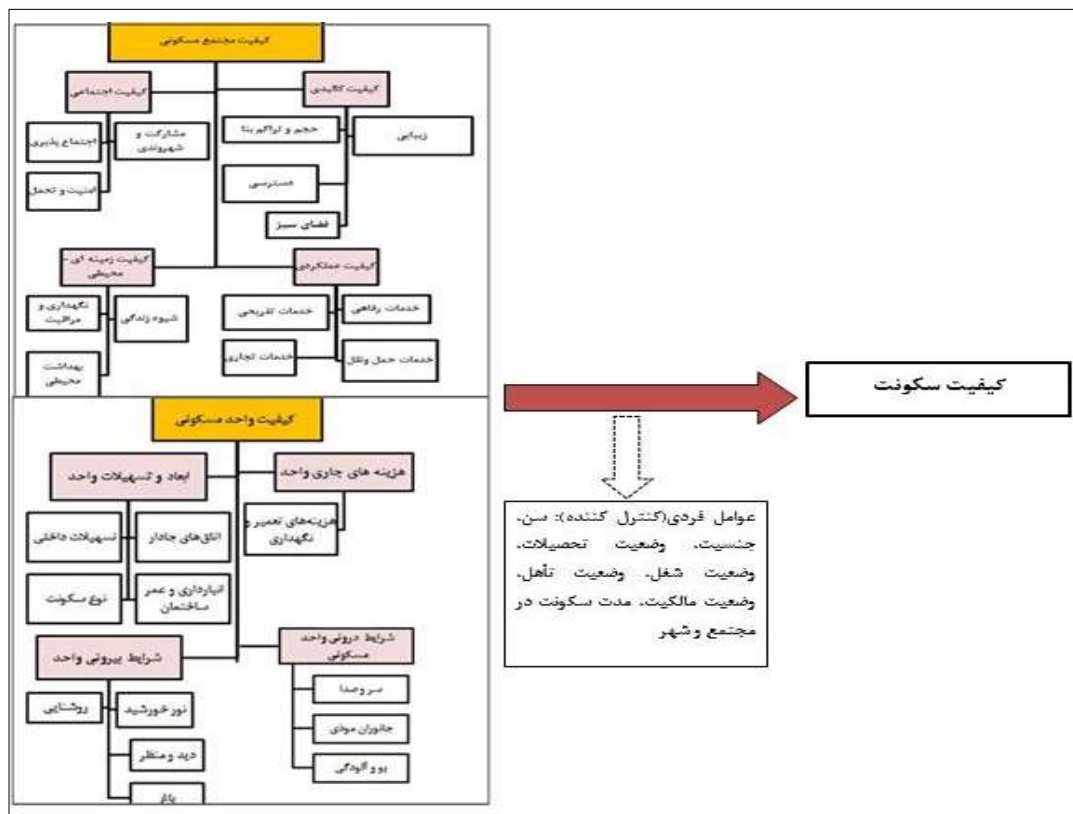 کیفیت مجتمع مسکونی
کیفیت کالبدی
کیفیت اجتماعی
زیبایی
حجم و تراکم بنا
مشارکت و
شهروندی
اجتماع پذیری
دسترسی
امنیت و تحمل
فضای سبز
کیفیت عملکردی
کیفیت زمینه ای -
محیطی
خدمات رفاهی
خدمات تفریحی
شیوه زندگی
نگهداری و
مراقبت
خدمات حمل ونقل
خدمات تجاری
بهداشت
محیطی
کیفیت واحد مسکونی
هزینه های جاری واحد
ابعاد و تسهیلات واحد
هزینه‌های تعمیر و
نگهداری
اتاق‌های جادار
تسهیلات داخلی
انبارداری و عمر
ساختمان
نوع سکونت
شرایط درونی واحد
مسکونی
شرایط بیرونی واحد
سر وصدا
نور خورشید
روشنایی
جانوران موذی
دید و منظر
بو و آلودگی
کیفیت سکونت
عوامل فردی(کنترل کننده): سن،
جنسیت، وضعیت تحصیلات،
وضعیت شغل، وضعیت تأهل،
وضعیت مالکیت، مدت سکونت در
مجتمع و شهر